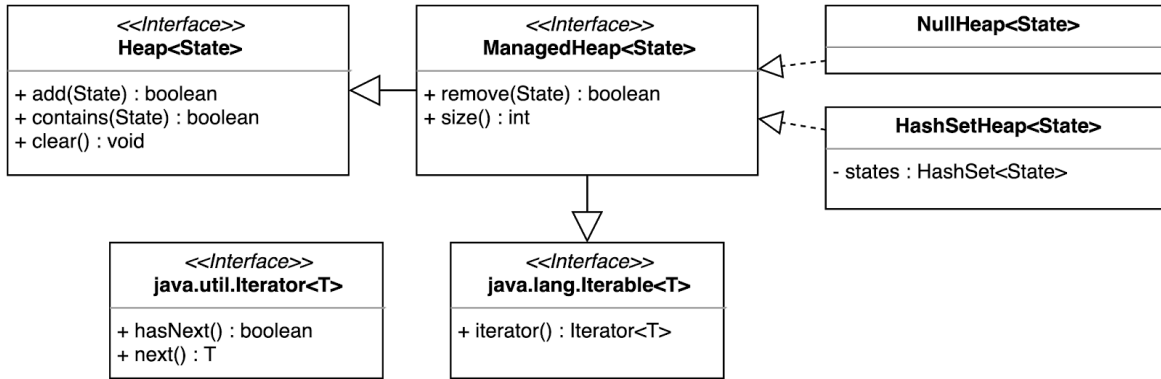 <<Interface>>
Heap<State>
+ add(State) : boolean
+ contains(State) : boolean
+ clear() : void
<<Interface>>
ManagedHeap<State>
+ remove(State) : boolean
+ size() : int
NullHeap<State>
HashSetHeap<State>
- states : HashSet<State>
<<Interface>>
java.util.Iterator<T>
+ hasNext() : boolean
+ next() : T
<<Interface>>
java.lang.Iterable<T>
+ iterator() : Iterator<T>